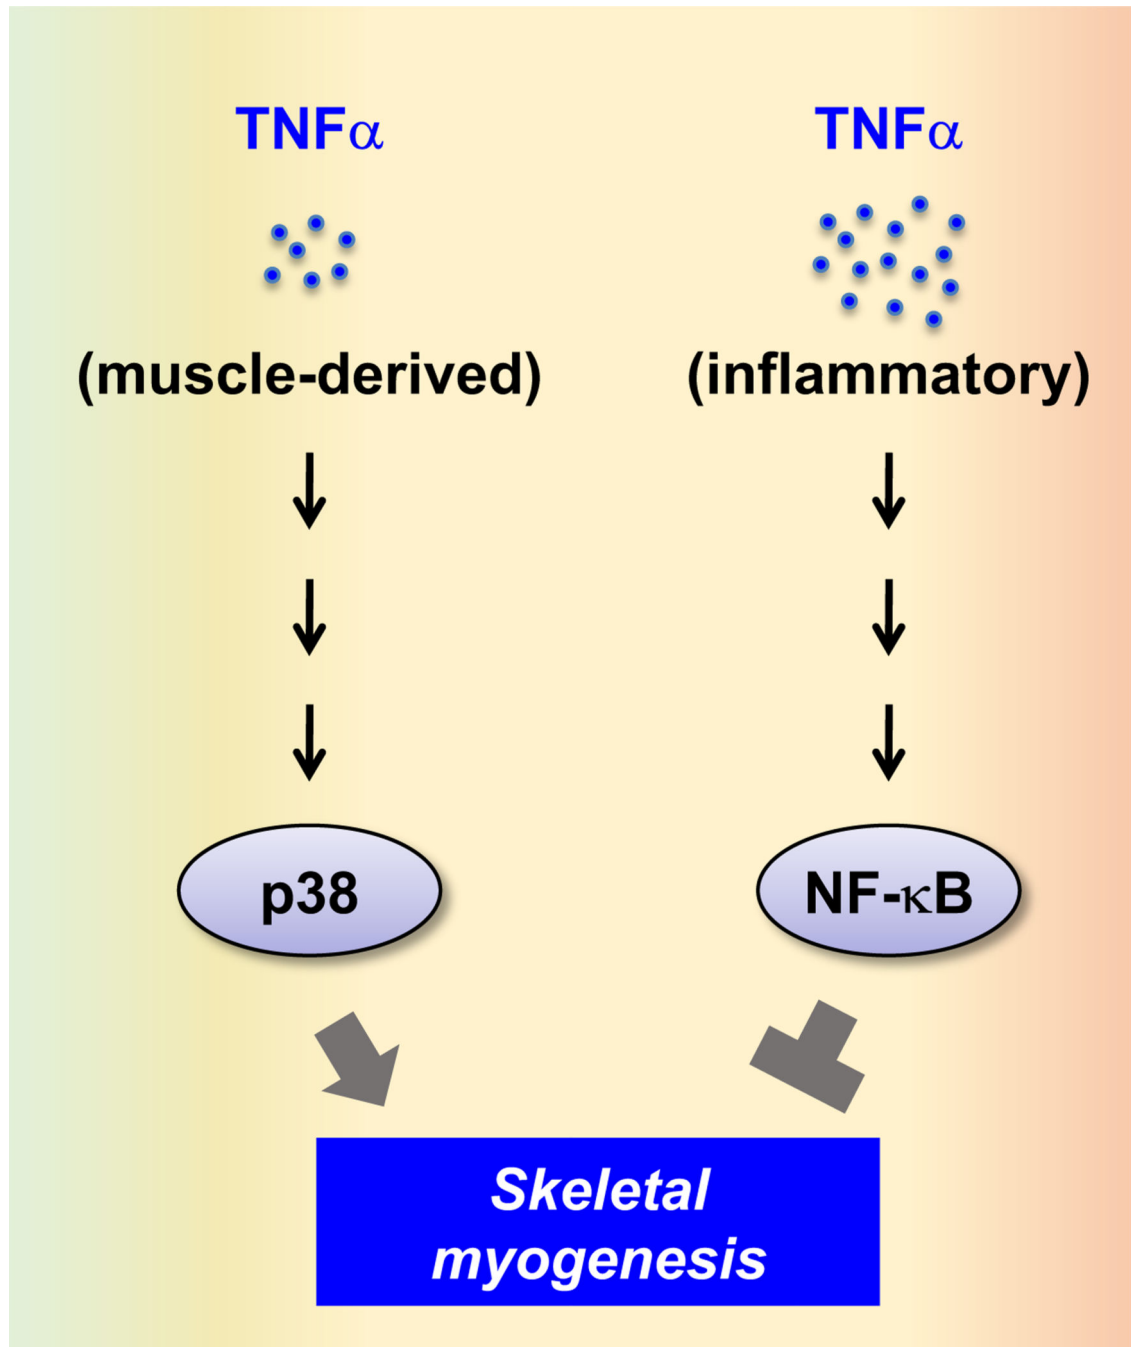 TNFα
TNFα
(muscle-derived)
(inflammatory)
p38
NF-κB
Skeletal
myogenesis